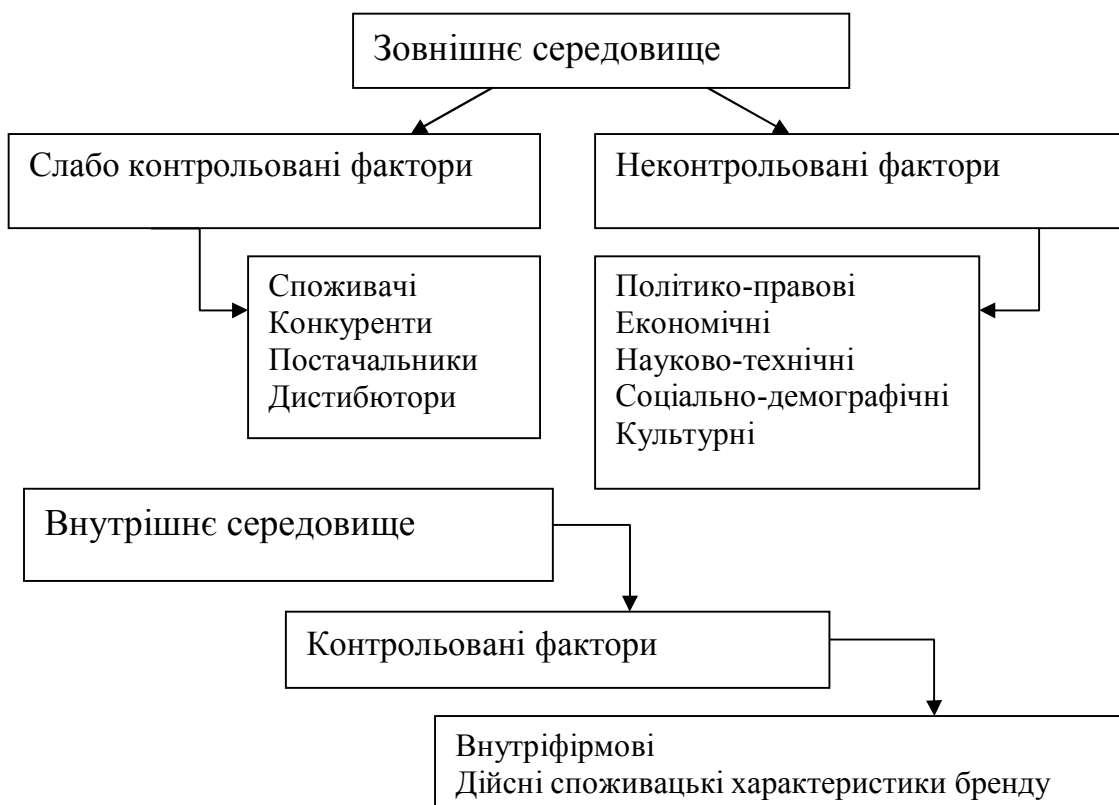 Зовнішнє середовище
Слабо контрольовані фактори
Неконтрольовані фактори
Споживачі
Конкуренти
Постачальники
Дистибютори
Політико-правові
Економічні
Науково-технічні
Соціально-демографічні
Культурні
Внутрішнє середовище
Контрольовані фактори
Внутріфірмові
Дійсні споживацькі характеристики бренду